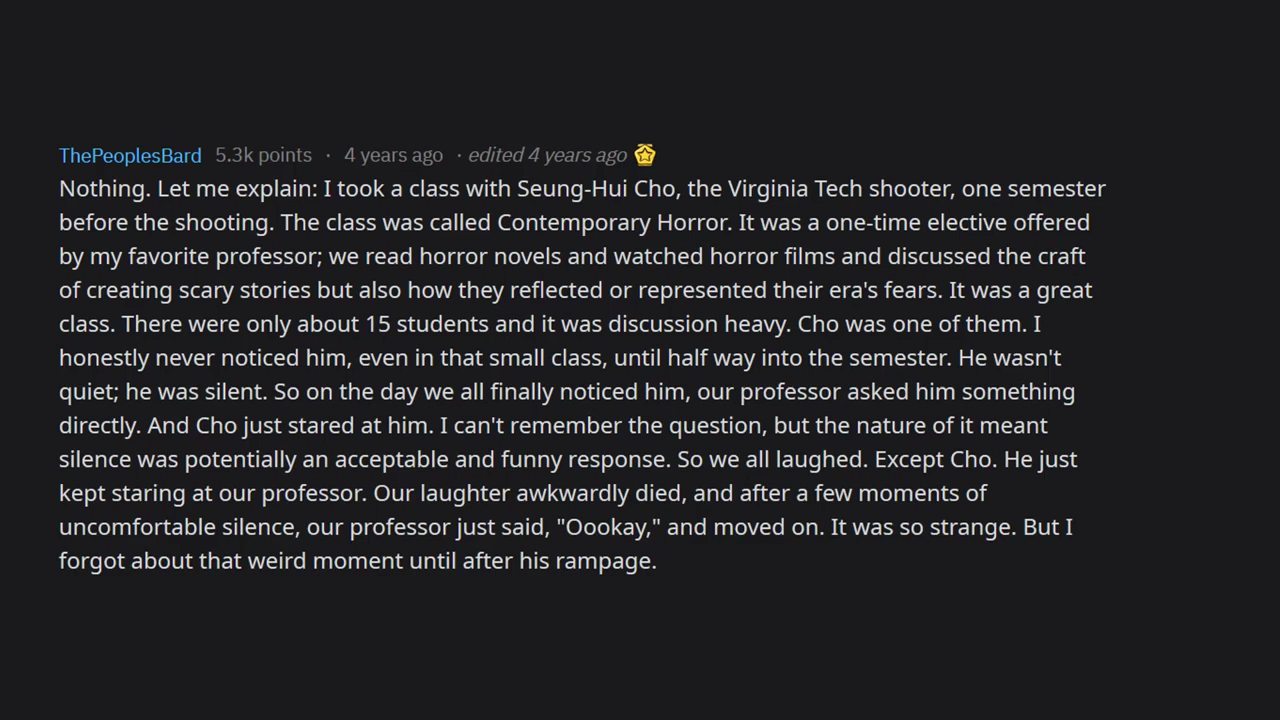 ThePeoplesBard 5.3k points · 4 years ago · edited 4 years ago
Nothing. Let me explain: I took a class with Seung-Hui Cho, the Virginia Tech shooter, one semester
before the shooting. The class was called Contemporary Horror. It was a one-time elective offered
by my favorite professor; we read horror novels and watched horror films and discussed the craft
of creating scary stories but also how they reflected or represented their era's fears. It was a great
class. There were only about 15 students and it was discussion heavy. Cho was one of them. I
honestly never noticed him, even in that small class, until half way into the semester. He wasn't
quiet; he was silent. So on the day we all finally noticed him, our professor asked him something
directly. And Cho just stared at him. I can't remember the question, but the nature of it meant
silence was potentially an acceptable and funny response. So we all laughed. Except Cho. He just
kept staring at our professor. Our laughter awkwardly died, and after a few moments of
uncomfortable silence, our professor just said, "Oookay," and moved on. It was so strange. But I
forgot about that weird moment until after his rampage.